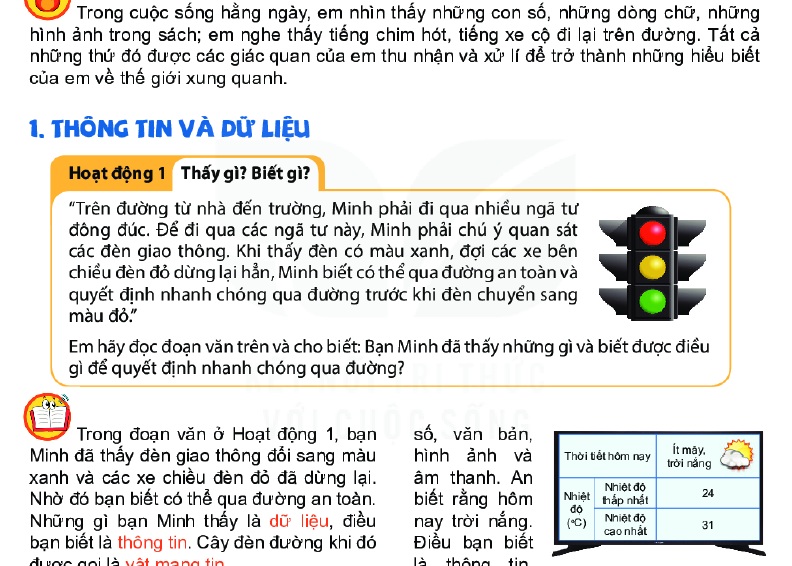 Trong cuộc sống hằng ngày, em nhìn thấy những con số, những dòng chữ, những
hình ảnh trong sách; em nghe thấy tiếng chim hót, tiếng xe cộ đi lại trên đường. Tất cả
những thứ đó được các giác quan của em thu nhận và xử lí để trở thành những hiểu biết
của em về thế giới xung quanh.
1. THÔNG TIN VÀ DỮ LIỆU
Hoạt động 1 Thấy gì? Biết gì?
"Trên đường từ nhà đến trường, Minh phải đi qua nhiều ngã tư
đông đúc. Để đi qua các ngã tư này, Minh phải chú ý quan sát
các đèn giao thông. Khi thấy đèn có màu xanh, đợi các xe bên
chiều đèn đỏ dừng lại hẳn, Minh biết có thể qua đường an toàn và
quyết định nhanh chóng qua đường trước khi đèn chuyển sang
màu đỏ."
Em hãy đọc đoạn văn trên và cho biết: Bạn Minh đã thấy những gì và biết được điều
gì để quyết định nhanh chóng qua đường?
Trong đoạn văn ở Hoạt động 1, bạn
Minh đã thấy đèn giao thông đổi sang màu
xanh và các xe chiều đèn đỏ đã dừng lại.
Nhờ đó bạn biết có thể qua đường an toàn.
Những gì bạn Minh thấy là dữ liệu, điều
bạn biết là thông tin. Cây đèn đường khi đó
được gọi là vật mang tin.
số, văn bản,
hình ảnh và
âm thanh. An
biết rằng hôm
nay trời nắng.
Điều bạn biết
là thông tin.
Thời tiết hôm nay
Ít mây,
trời nắng
Nhiệt
độ
(°C)
Nhiệt độ
thấp nhất
24
Nhiệt độ
cao nhất
31